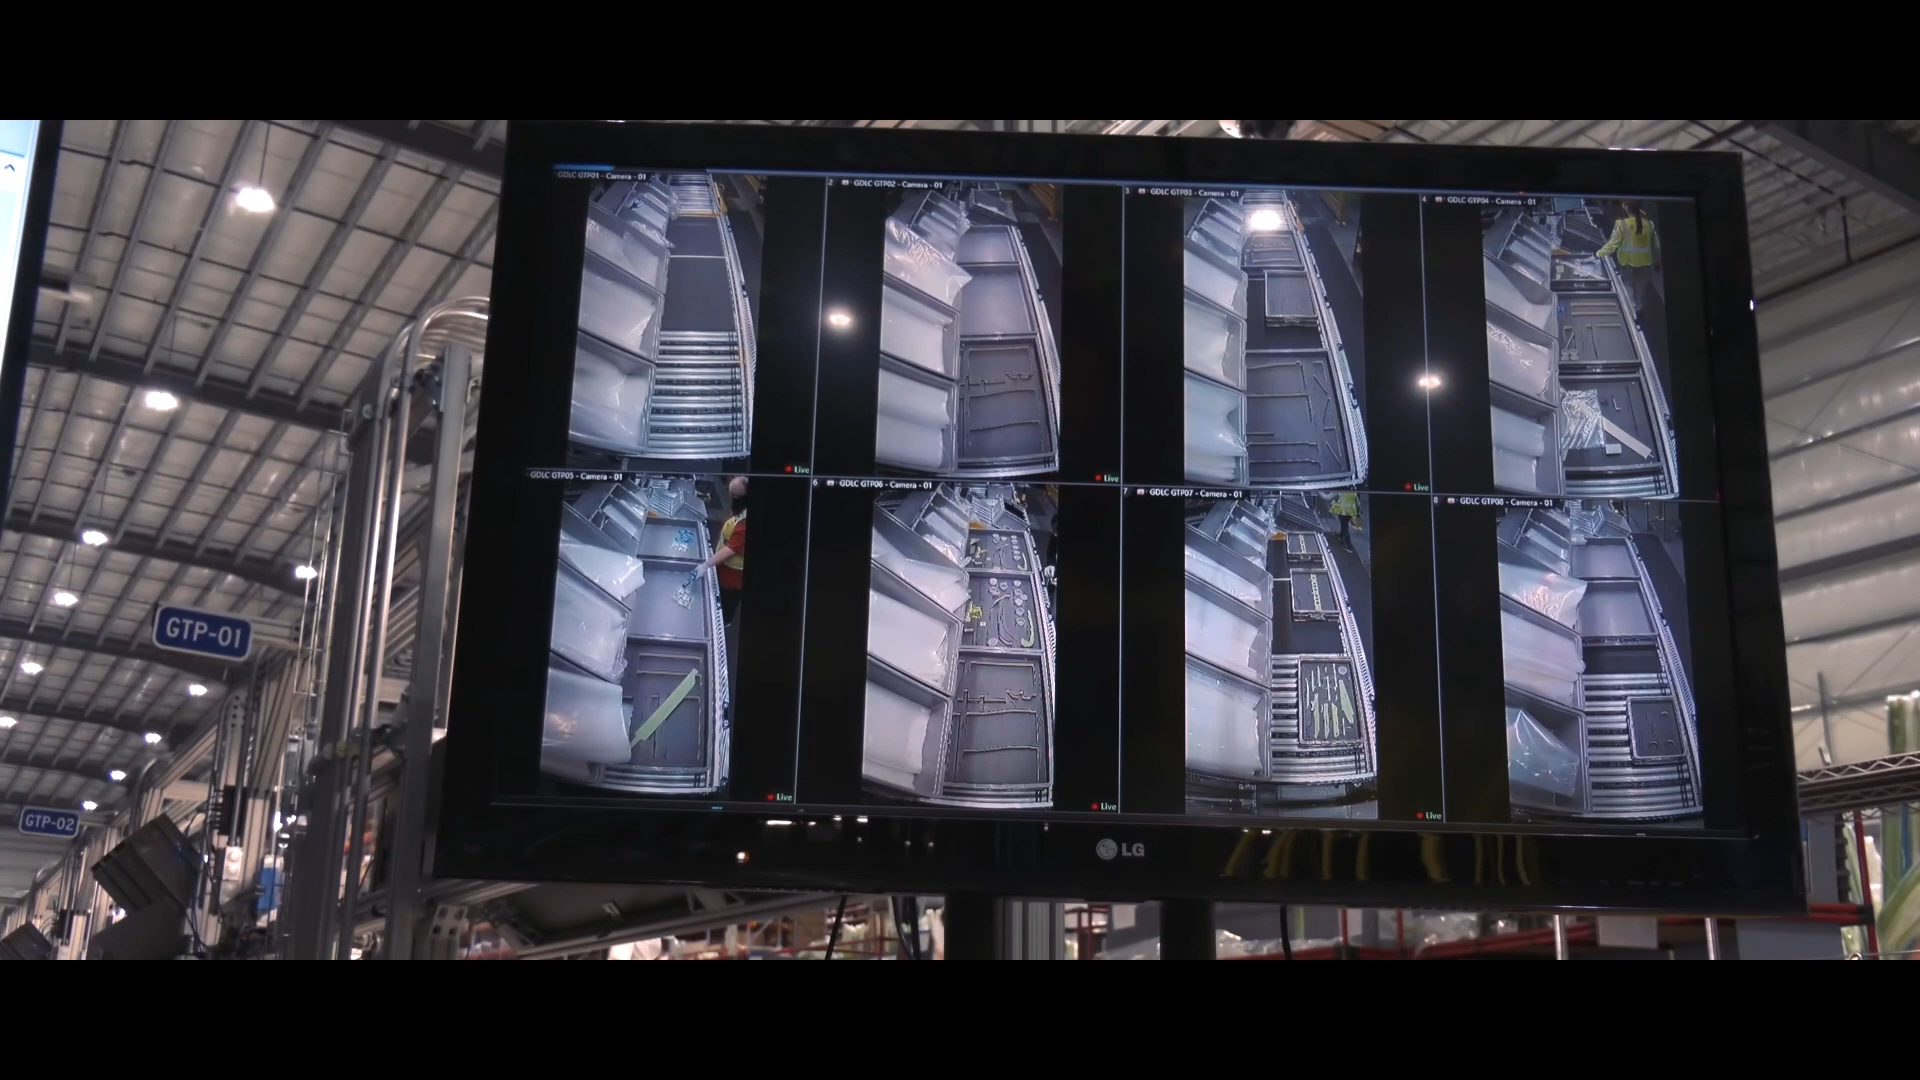 GDLC GTP01 - Camera - 01
2 GDLC GTP02 - Camera - 01
3 GDLC GTP03 - Camera - 01
4 GDLC GTP04 - Camera - 01
Live
Live
Live
GDLC GTP05 - Camera - 01
6 GDLC GTP06 - Camera - 01
7 GDLC GTP07 - Camera - 01
8 GDLC GTP08 - Camera - 01
Live
Live
Live
LG
GTP-01
GTP-02